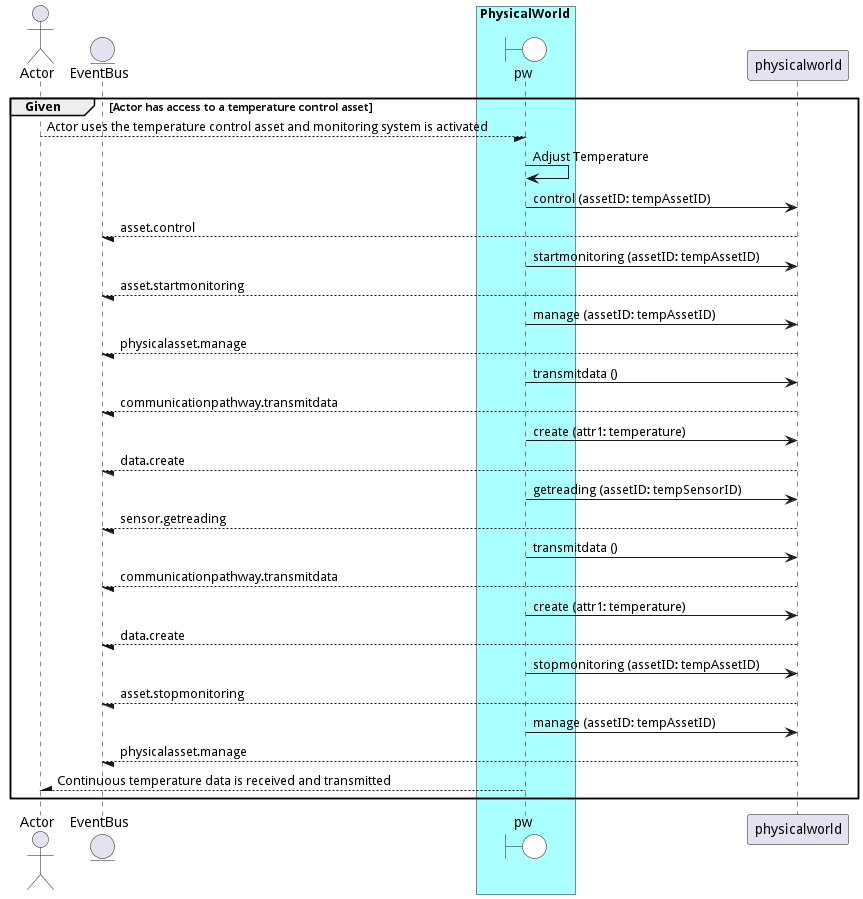 PhysicalWorld
Actor
EventBus
pw
physicalworld
Given
[Actor has access to a temperature control asset]
Actor uses the temperature control asset and monitoring system is activated
Adjust Temperature
control (assetID: tempAssetID)
asset.control
startmonitoring (assetID: tempAssetID)
asset.startmonitoring
manage (assetID: tempAssetID)
physicalasset.manage
transmitdata ()
communicationpathway.transmitdata
create (attr1: temperature)
data.create
getreading (assetID: tempSensorID)
sensor.getreading
transmitdata ()
communicationpathway.transmitdata
create (attr1: temperature)
data.create
stopmonitoring (assetID: tempAssetID)
asset.stopmonitoring
manage (assetID: tempAssetID)
physicalasset.manage
Continuous temperature data is received and transmitted
Actor
EventBus
pw
physicalworld